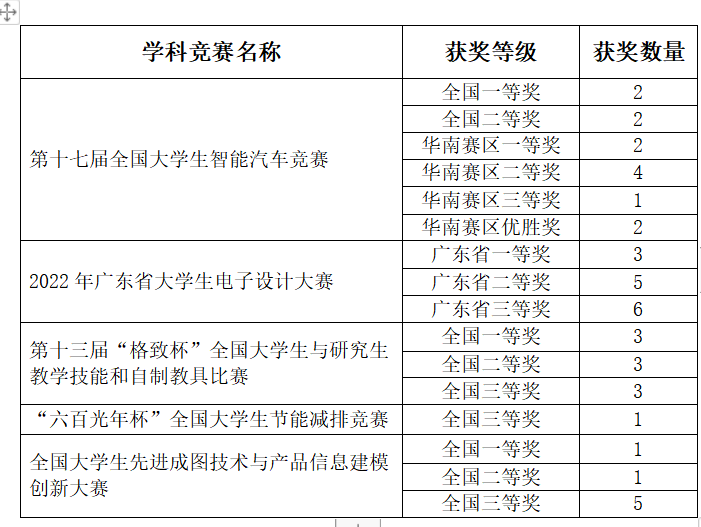 学科竞赛名称 获奖等级 获奖数量
第十七届全国大学生智能汽车竞赛
全国一等奖 2
全国二等奖 2
华南赛区一等奖 2
华南赛区二等奖 4
华南赛区三等奖 1
华南赛区优胜奖 2
2022年广东省大学生电子设计大赛
广东省一等奖 3
广东省二等奖 5
广东省三等奖 6
第十三届“格致杯”全国大学生与研究生
教学技能和自制教具比赛
全国一等奖 3
全国二等奖 3
全国三等奖 3
“六百光年杯”全国大学生节能减排竞赛 全国三等奖 1
全国大学生先进成图技术与产品信息建模
创新大赛
全国一等奖 1
全国二等奖 1
全国三等奖 5